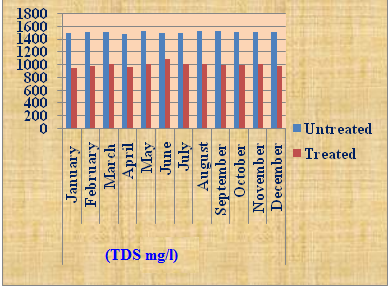 1800
1600
1400
1200
1000
800
600
400
200
0
January
February
March
April
May
June
July
August
September
October
November
December
Untreated
Treated
(TDS mg/l)